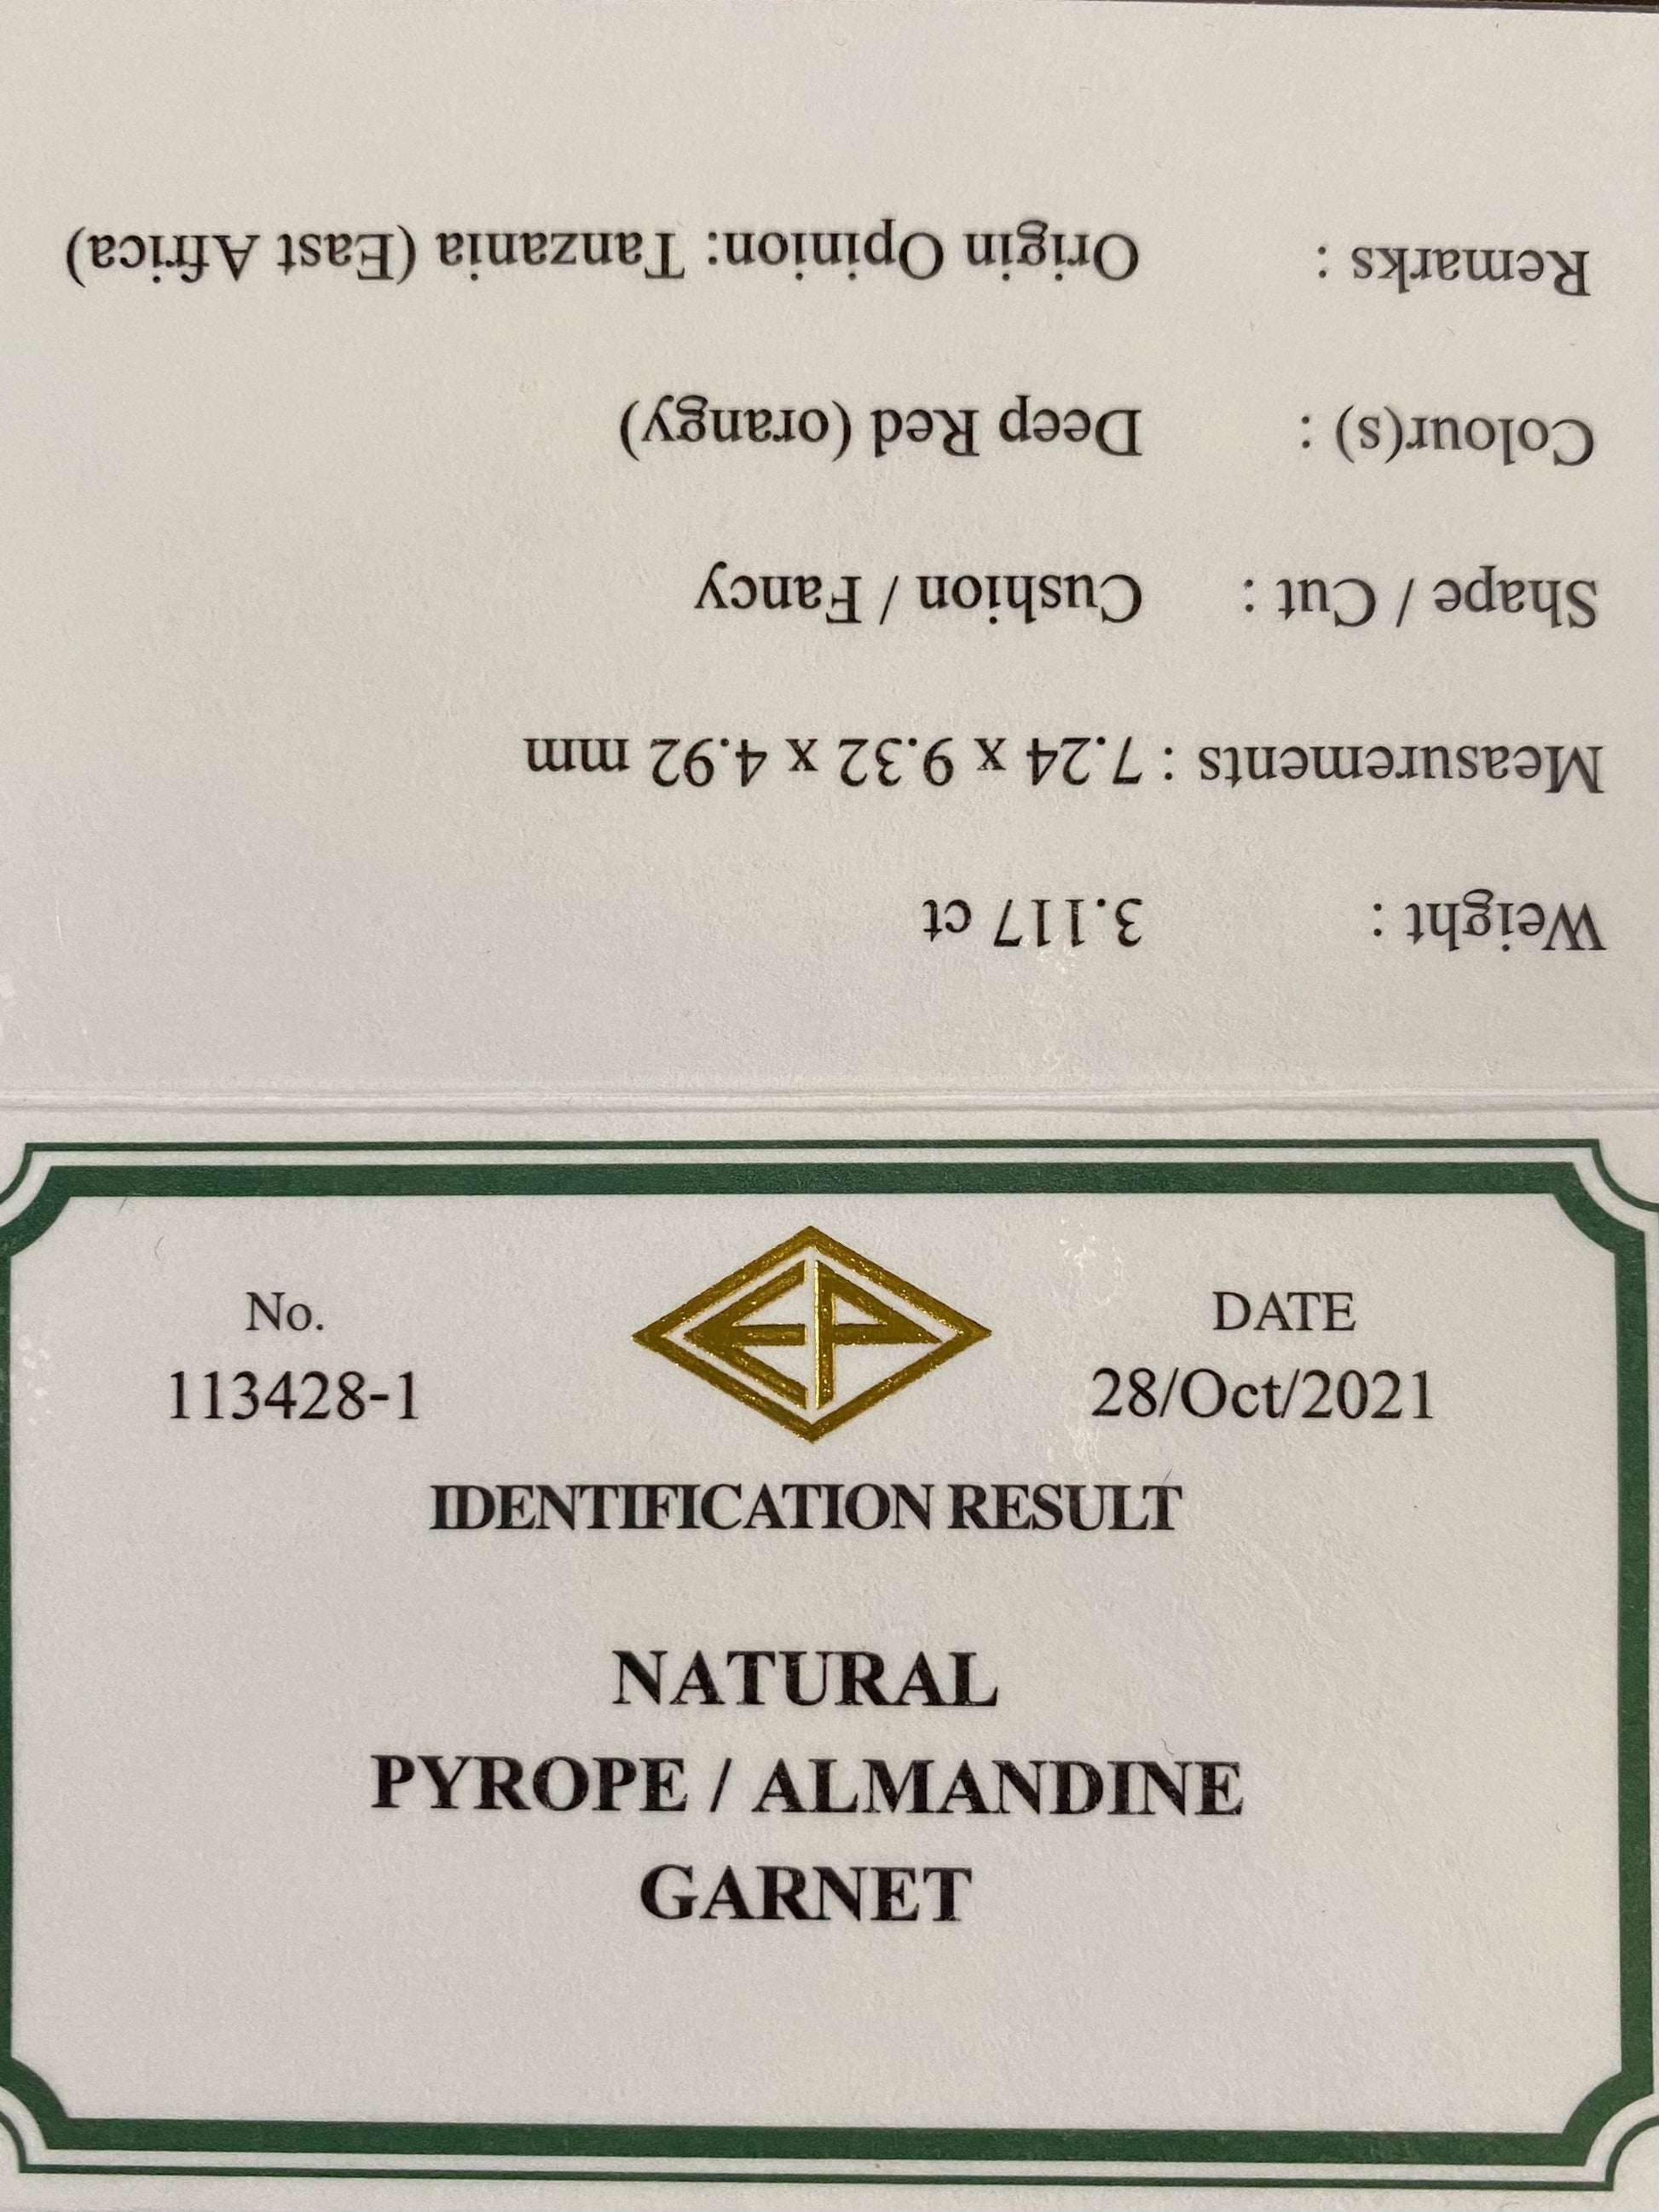 Weight : 3.117 ct
Measurements : 7.24 x 9.32 x 4.92 mm
Shape / Cut : Cushion / Fancy
Colour(s) : Deep Red (orangy)
Remarks : Origin Opinion: Tanzania (East Africa)
No. EP DATE
113428-1 28/Oct/2021
IDENTIFICATION RESULT
NATURAL
PYROPE / ALMANDINE
GARNET